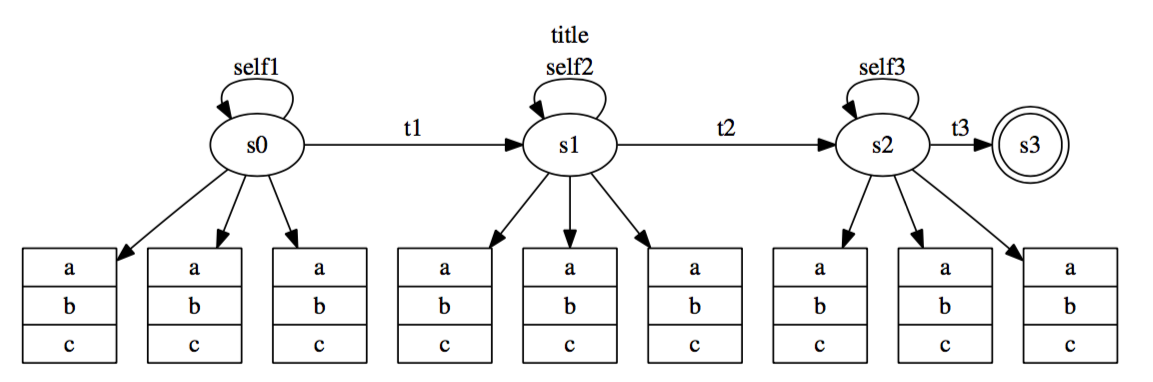 title
self1 self2 self3
t1 t2 t3
s0 s1 s2 s3
a a a a a a a a a
b b b b b b b b b
c c c c c c c c c